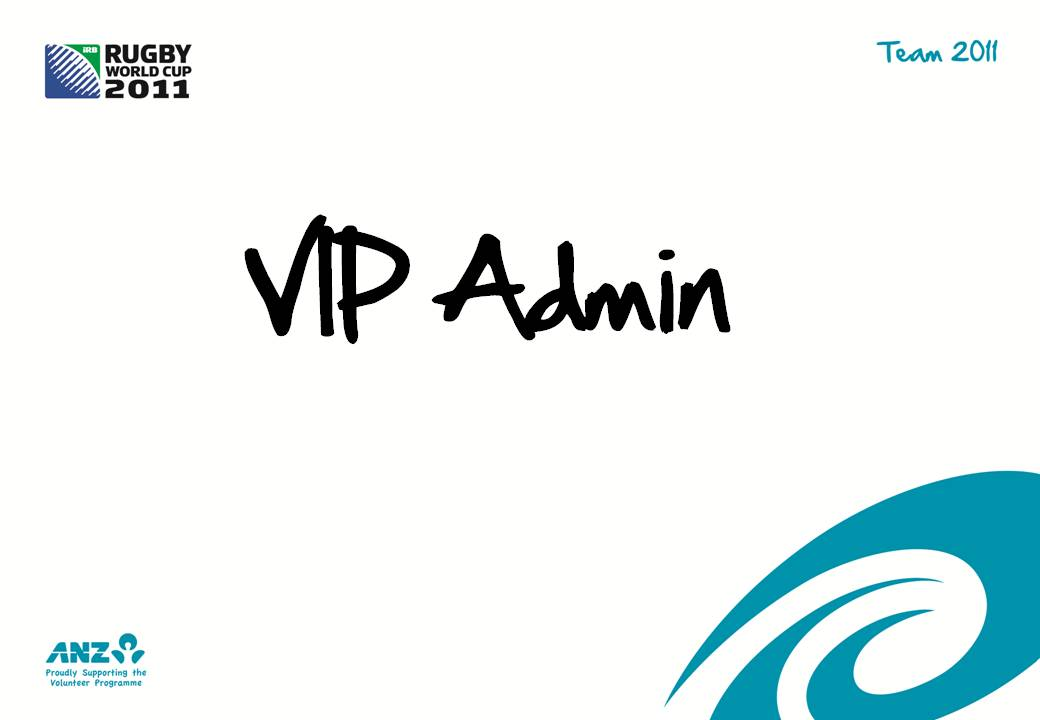 iRB
RUGBY
WORLD CUP
2011
Team 2011
VIP Admin
ANZ
Proudly Supporting the
Volunteer Programme